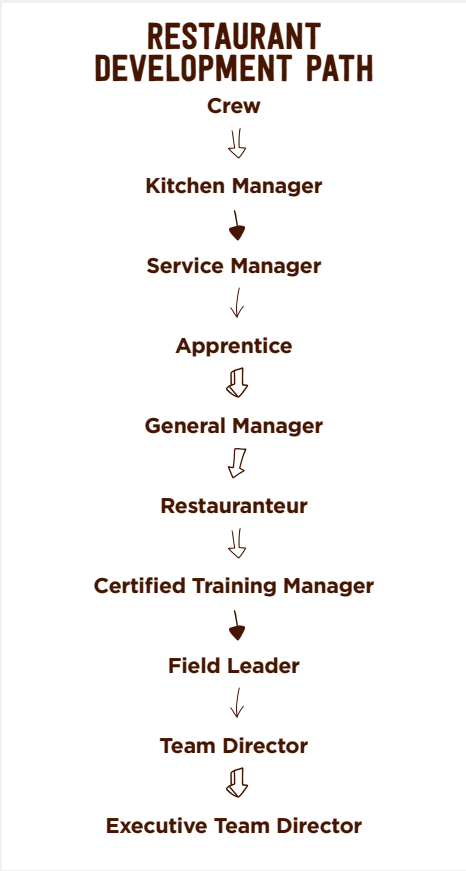 RESTAURANT
DEVELOPMENT PATH
Crew
Kitchen Manager
Service Manager
Apprentice
General Manager
Restauranteur
Certified Training Manager
Field Leader
Team Director
Executive Team Director